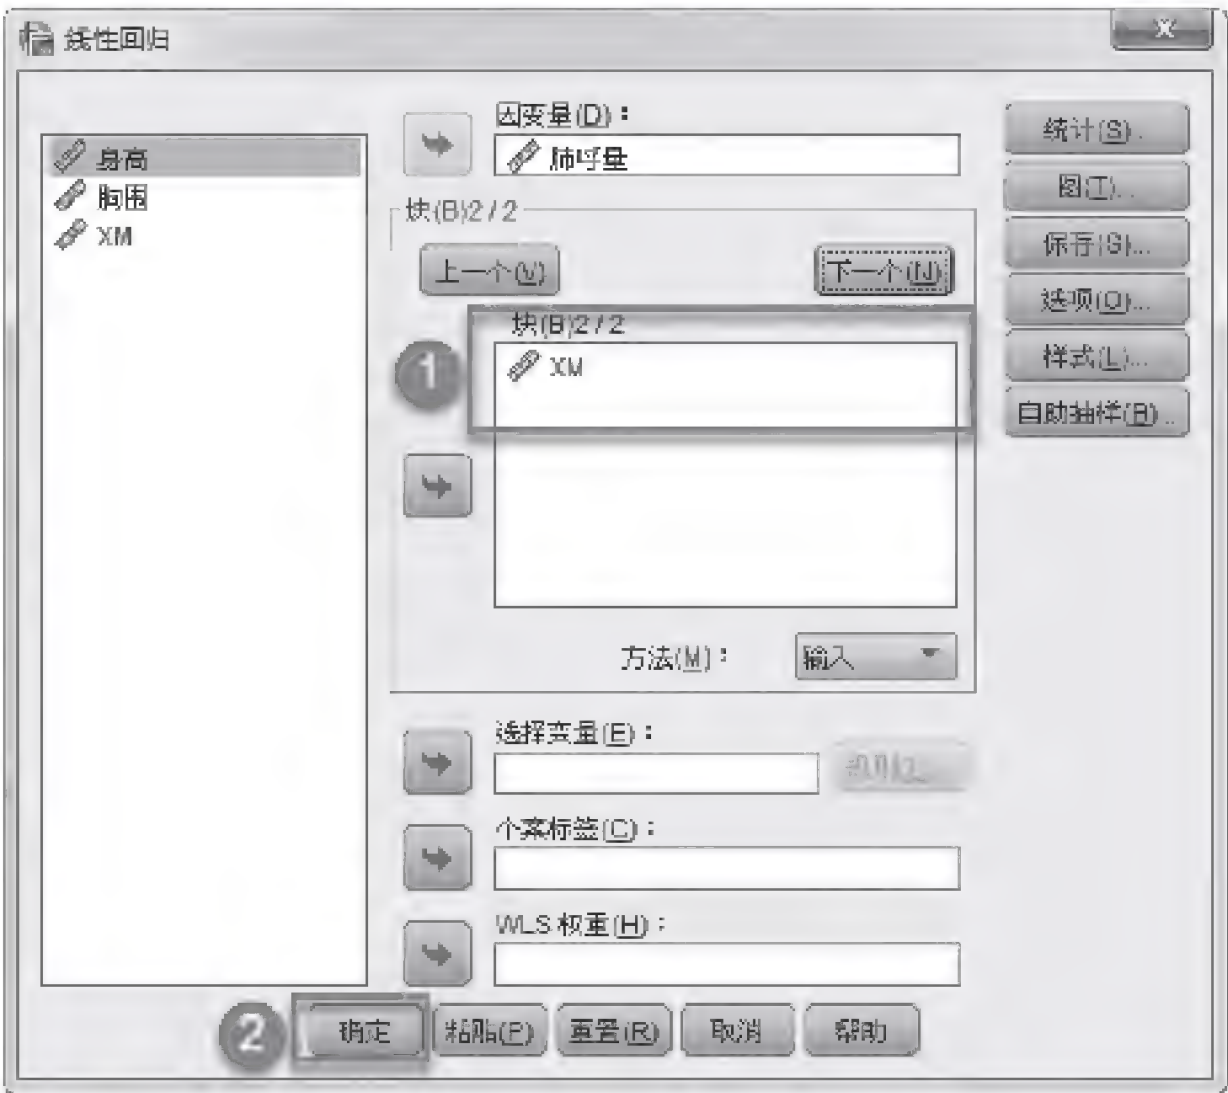 线性回归
身高
胸围
XM
因变量(D)：
肺呼量
块(B)2/2
上一个(V)
下一个(N)
块(B)2/2
1
XM
方法(M)：
输入
选择变量(E)：
个案标签(C)：
WLS 权重(H)：
统计(S)...
图(T)...
保存(S)...
选项(O)...
样式(L)...
自助抽样(B)...
2
确定
粘贴(P)
重置(R)
取消
帮助